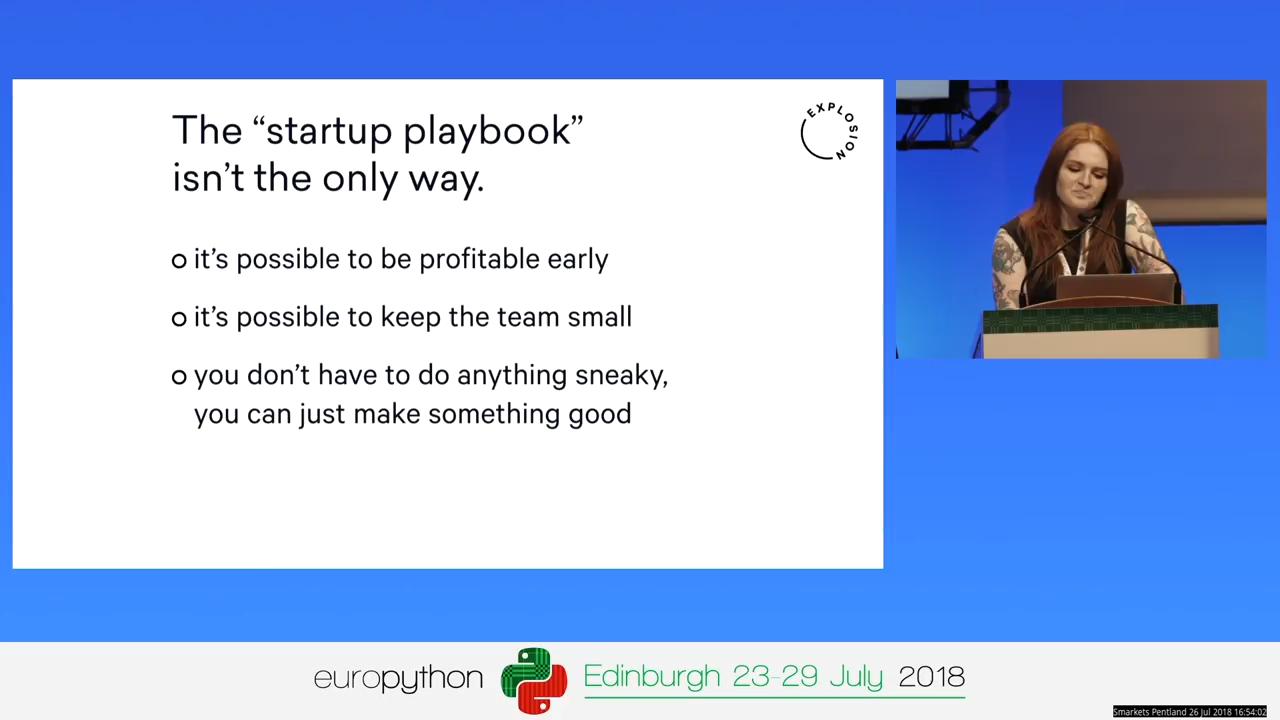 The “startup playbook”
isn’t the only way.
EXPLOSION
o it’s possible to be profitable early
o it’s possible to keep the team small
o you don’t have to do anything sneaky,
you can just make something good
europython
Edinburgh 23-29 July 2018
Smarkets Pentland 26 Jul 2018 16:54:02